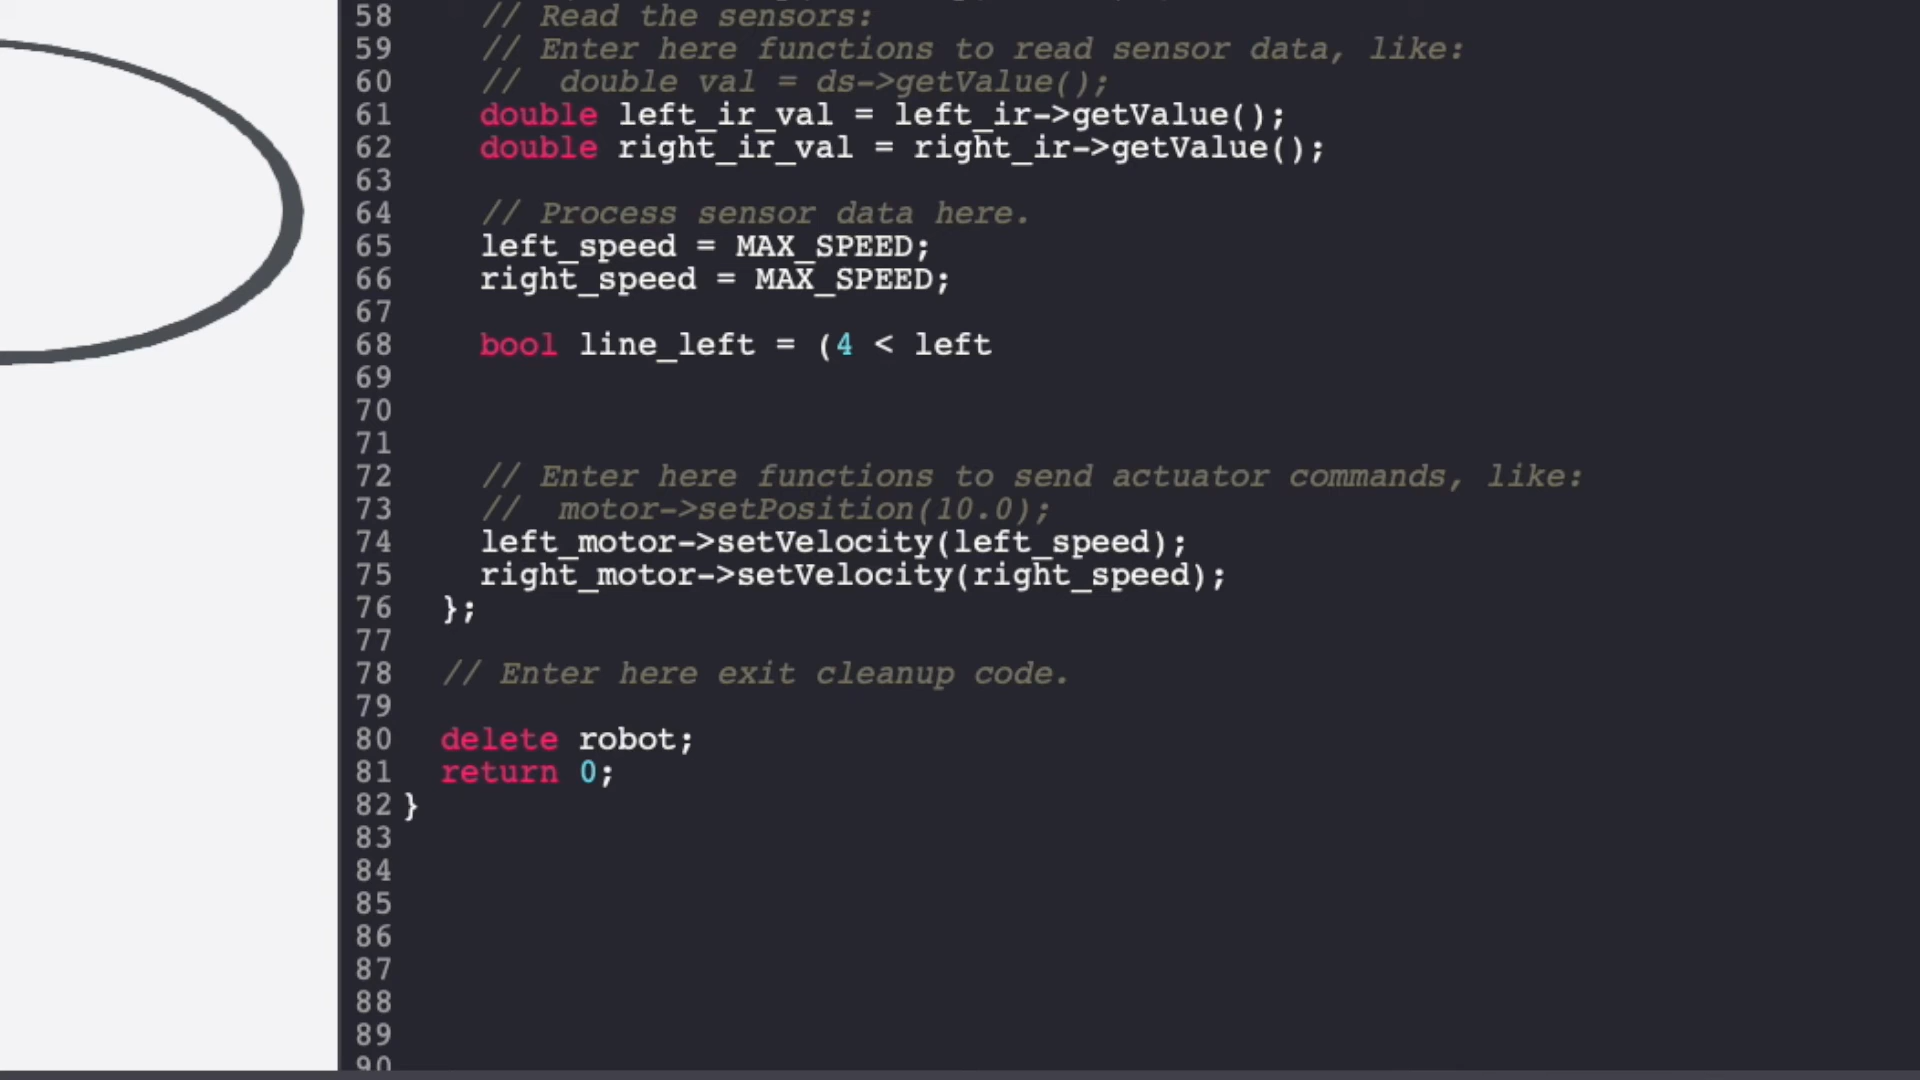 58 // Read the sensors:
59 // Enter here functions to read sensor data, like:
60 //  double val = ds->getValue();
61 double left_ir_val = left_ir->getValue();
62 double right_ir_val = right_ir->getValue();
63
64 // Process sensor data here.
65 left_speed = MAX_SPEED;
66 right_speed = MAX_SPEED;
67
68 bool line_left = (4 < left
69
70
71
72 // Enter here functions to send actuator commands, like:
73 //  motor->setPosition(10.0);
74 left_motor->setVelocity(left_speed);
75 right_motor->setVelocity(right_speed);
76 };
77
78 // Enter here exit cleanup code.
79
80 delete robot;
81 return 0;
82 }
83
84
85
86
87
88
89
90